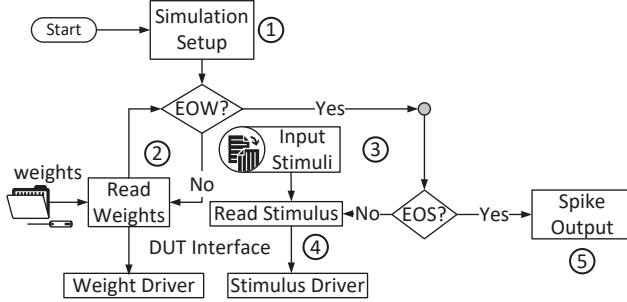 Simulation
Setup
1
Start
EOW?
Yes
2
Input
Stimuli
3
weights
No
Read
Weights
Read Stimulus
No
EOS?
Yes
Spike
Output
DUT Interface
4
5
Weight Driver
Stimulus Driver